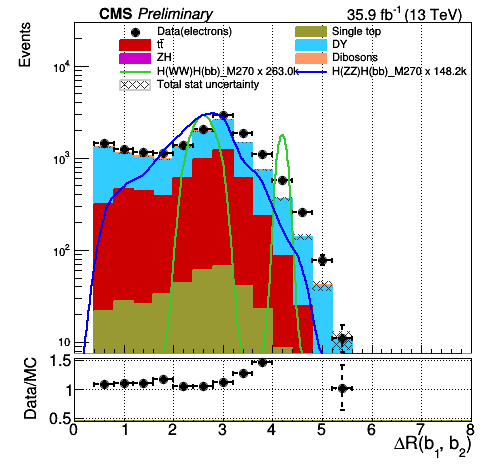 CMS Preliminary 35.9 fb⁻¹ (13 TeV)
Data(electrons) Single top
tt̄ DY
ZH Dibosons
H(WW)H(bb)_M270 x 263.0k H(ZZ)H(bb)_M270 x 148.2k
Total stat uncertainty
Events
10⁴
10³
10²
10
Data/MC
1.5
1
0.5
0 1 2 3 4 5 6 7 8
ΔR(b₁, b₂)